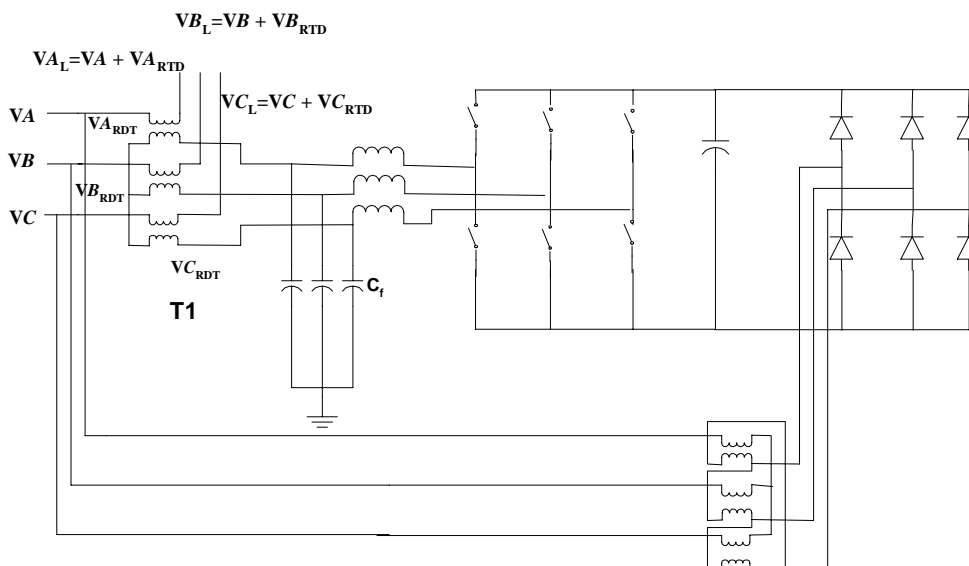 VB_L=VB + VB_RTD
VA_L=VA + VA_RTD
VC_L=VC + VC_RTD
VA
VA_RDT
VB
VB_RDT
VC
VC_RDT
T1
C_f